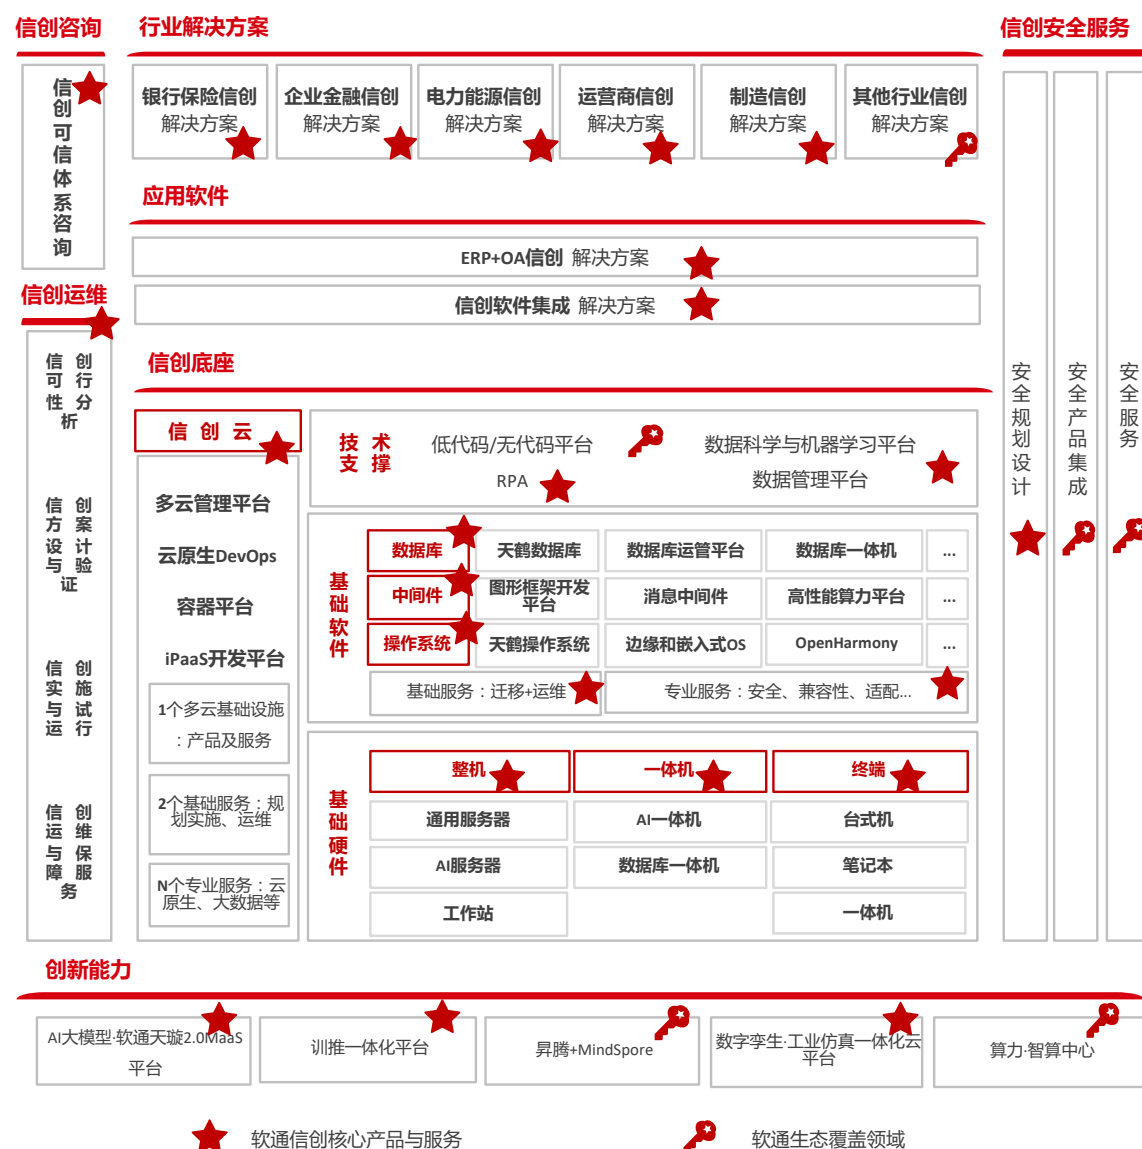 信创咨询
行业解决方案
信创安全服务
信创可信体系咨询
银行保险信创
解决方案
企业金融信创
解决方案
电力能源信创
解决方案
运营商信创
解决方案
制造信创
解决方案
其他行业信创
解决方案
应用软件
ERP+OA信创 解决方案
信创软件集成 解决方案
信创运维
信 创
可 行
性 分
析
信 创
方 案
设 计
与 验
证
信 创
实 施
与 试
运 行
信 创
运 维
与 保
障 服
务
信创底座
信 创 云
多云管理平台
云原生DevOps
容器平台
iPaaS开发平台
1个多云基础设施
：产品及服务
2个基础服务：规
划实施、运维
N个专业服务：云
原生、大数据等
技 术
支 撑
低代码/无代码平台
数据科学与机器学习平台
RPA
数据管理平台
基础软件
数据库
天鹤数据库
数据库运管平台
数据库一体机
...
中间件
图形框架开发
平台
消息中间件
高性能算力平台
...
操作系统
天鹤操作系统
边缘和嵌入式OS
OpenHarmony
...
基础服务：迁移+运维
专业服务：安全、兼容性、适配...
基础硬件
整机
一体机
终端
通用服务器
AI一体机
台式机
AI服务器
数据库一体机
笔记本
工作站
一体机
安全规划设计
安全产品集成
安全服务
创新能力
AI大模型·软通天璇2.0MaaS
平台
训推一体化平台
昇腾+MindSpore
数字孪生·工业仿真一体化云
平台
算力·智算中心
软通信创核心产品与服务
软通生态覆盖领域